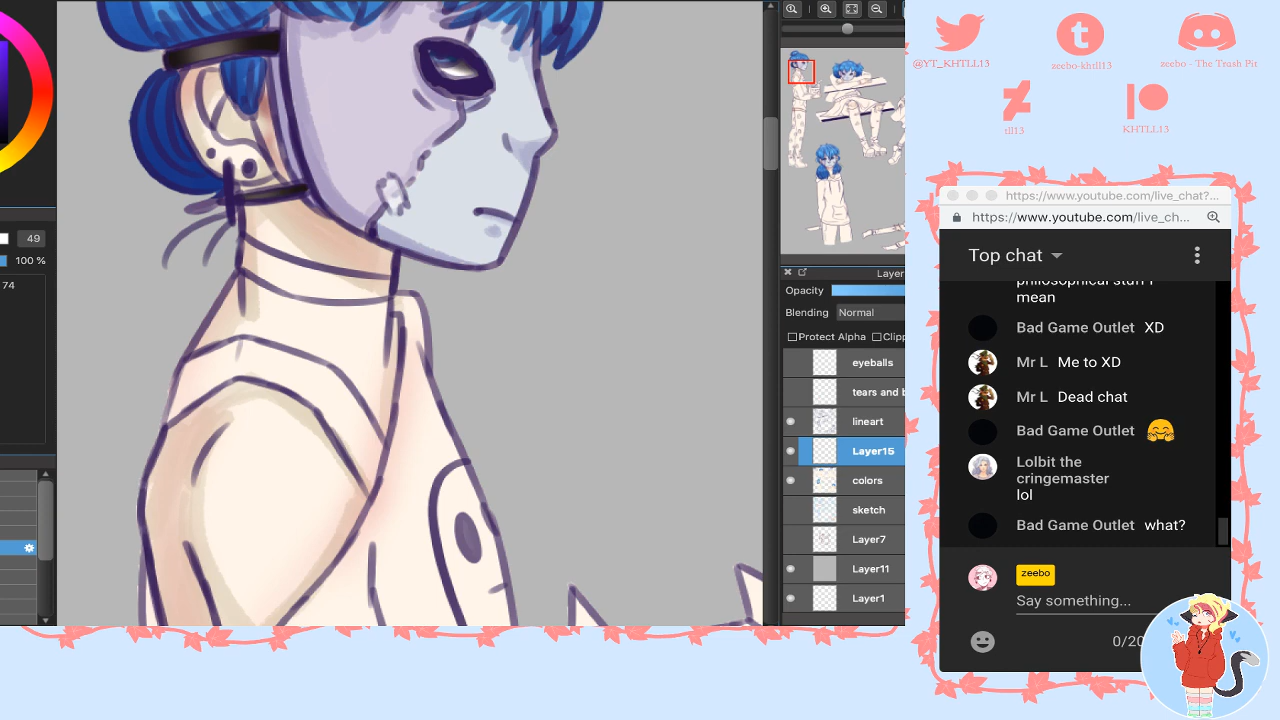 49
100 %
74
Layer
Opacity
Blending Normal
Protect Alpha Clipp
eyeballs
tears and b
lineart
Layer15
colors
sketch
Layer7
Layer11
Layer1
@YT_KHTLL13
zeebo-khtll13
zeebo - The Trash Pit
tll13
KHTLL13
https://www.youtube.com/live_chat?...
https://www.youtube.com/live_ch...
Top chat
philosophical stuff I
mean
Bad Game Outlet XD
Mr L Me to XD
Mr L Dead chat
Bad Game Outlet 🤗
Lolbit the
cringemaster
lol
Bad Game Outlet what?
zeebo
Say something...
0/20